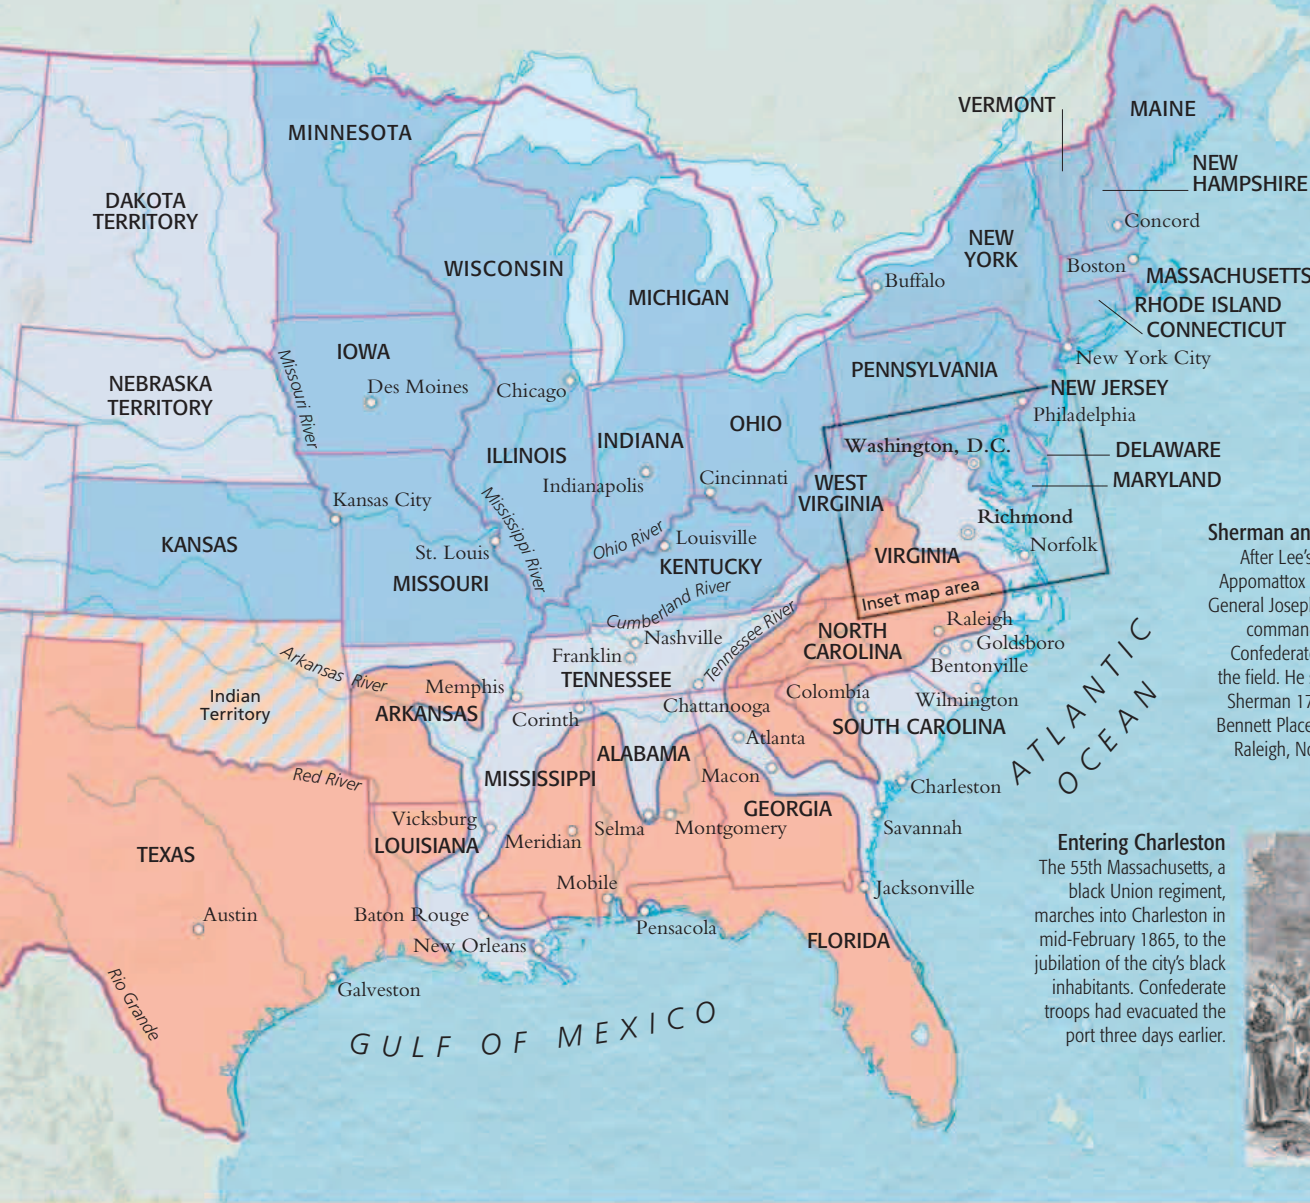 VERMONT
MAINE
MINNESOTA
NEW
HAMPSHIRE
DAKOTA
TERRITORY
Concord
NEW
YORK
WISCONSIN
Boston
MASSACHUSETTS
Buffalo
MICHIGAN
RHODE ISLAND
CONNECTICUT
IOWA
New York City
Missouri River
PENNSYLVANIA
NEBRASKA
TERRITORY
Des Moines
Chicago
NEW JERSEY
Philadelphia
OHIO
INDIANA
Washington, D.C.
ILLINOIS
DELAWARE
Indianapolis
Cincinnati
WEST
VIRGINIA
MARYLAND
Kansas City
Mississippi River
Richmond
KANSAS
St. Louis
Ohio River
Louisville
Norfolk
VIRGINIA
MISSOURI
KENTUCKY
Cumberland River
Inset map area
Tennessee River
Raleigh
NORTH
CAROLINA
Nashville
Goldsboro
Franklin
Bentonville
Arkansas River
TENNESSEE
Memphis
Indian
Territory
Chattanooga
Colombia
Wilmington
ARKANSAS
Corinth
SOUTH CAROLINA
ATLANTIC
OCEAN
Atlanta
ALABAMA
Red River
MISSISSIPPI
Macon
Charleston
GEORGIA
Vicksburg
Selma
Montgomery
Savannah
LOUISIANA
Meridian
TEXAS
Mobile
Jacksonville
Austin
Baton Rouge
Pensacola
New Orleans
FLORIDA
Rio Grande
Galveston
GULF OF MEXICO
Sherman an
After Lee's
Appomattox
General Joseph
comman
Confederate
the field. He
Sherman 17
Bennett Place
Raleigh, No
Entering Charleston
The 55th Massachusetts, a
black Union regiment,
marches into Charleston in
mid-February 1865, to the
jubilation of the city's black
inhabitants. Confederate
troops had evacuated the
port three days earlier.